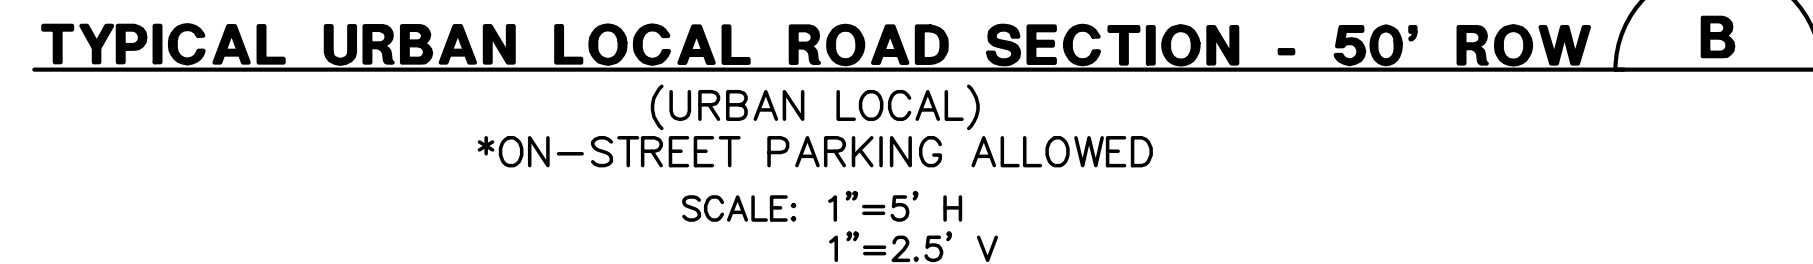 TYPICAL URBAN LOCAL ROAD SECTION - 50' ROW B
(URBAN LOCAL)
*ON-STREET PARKING ALLOWED
SCALE: 1"=5' H
1"=2.5' V